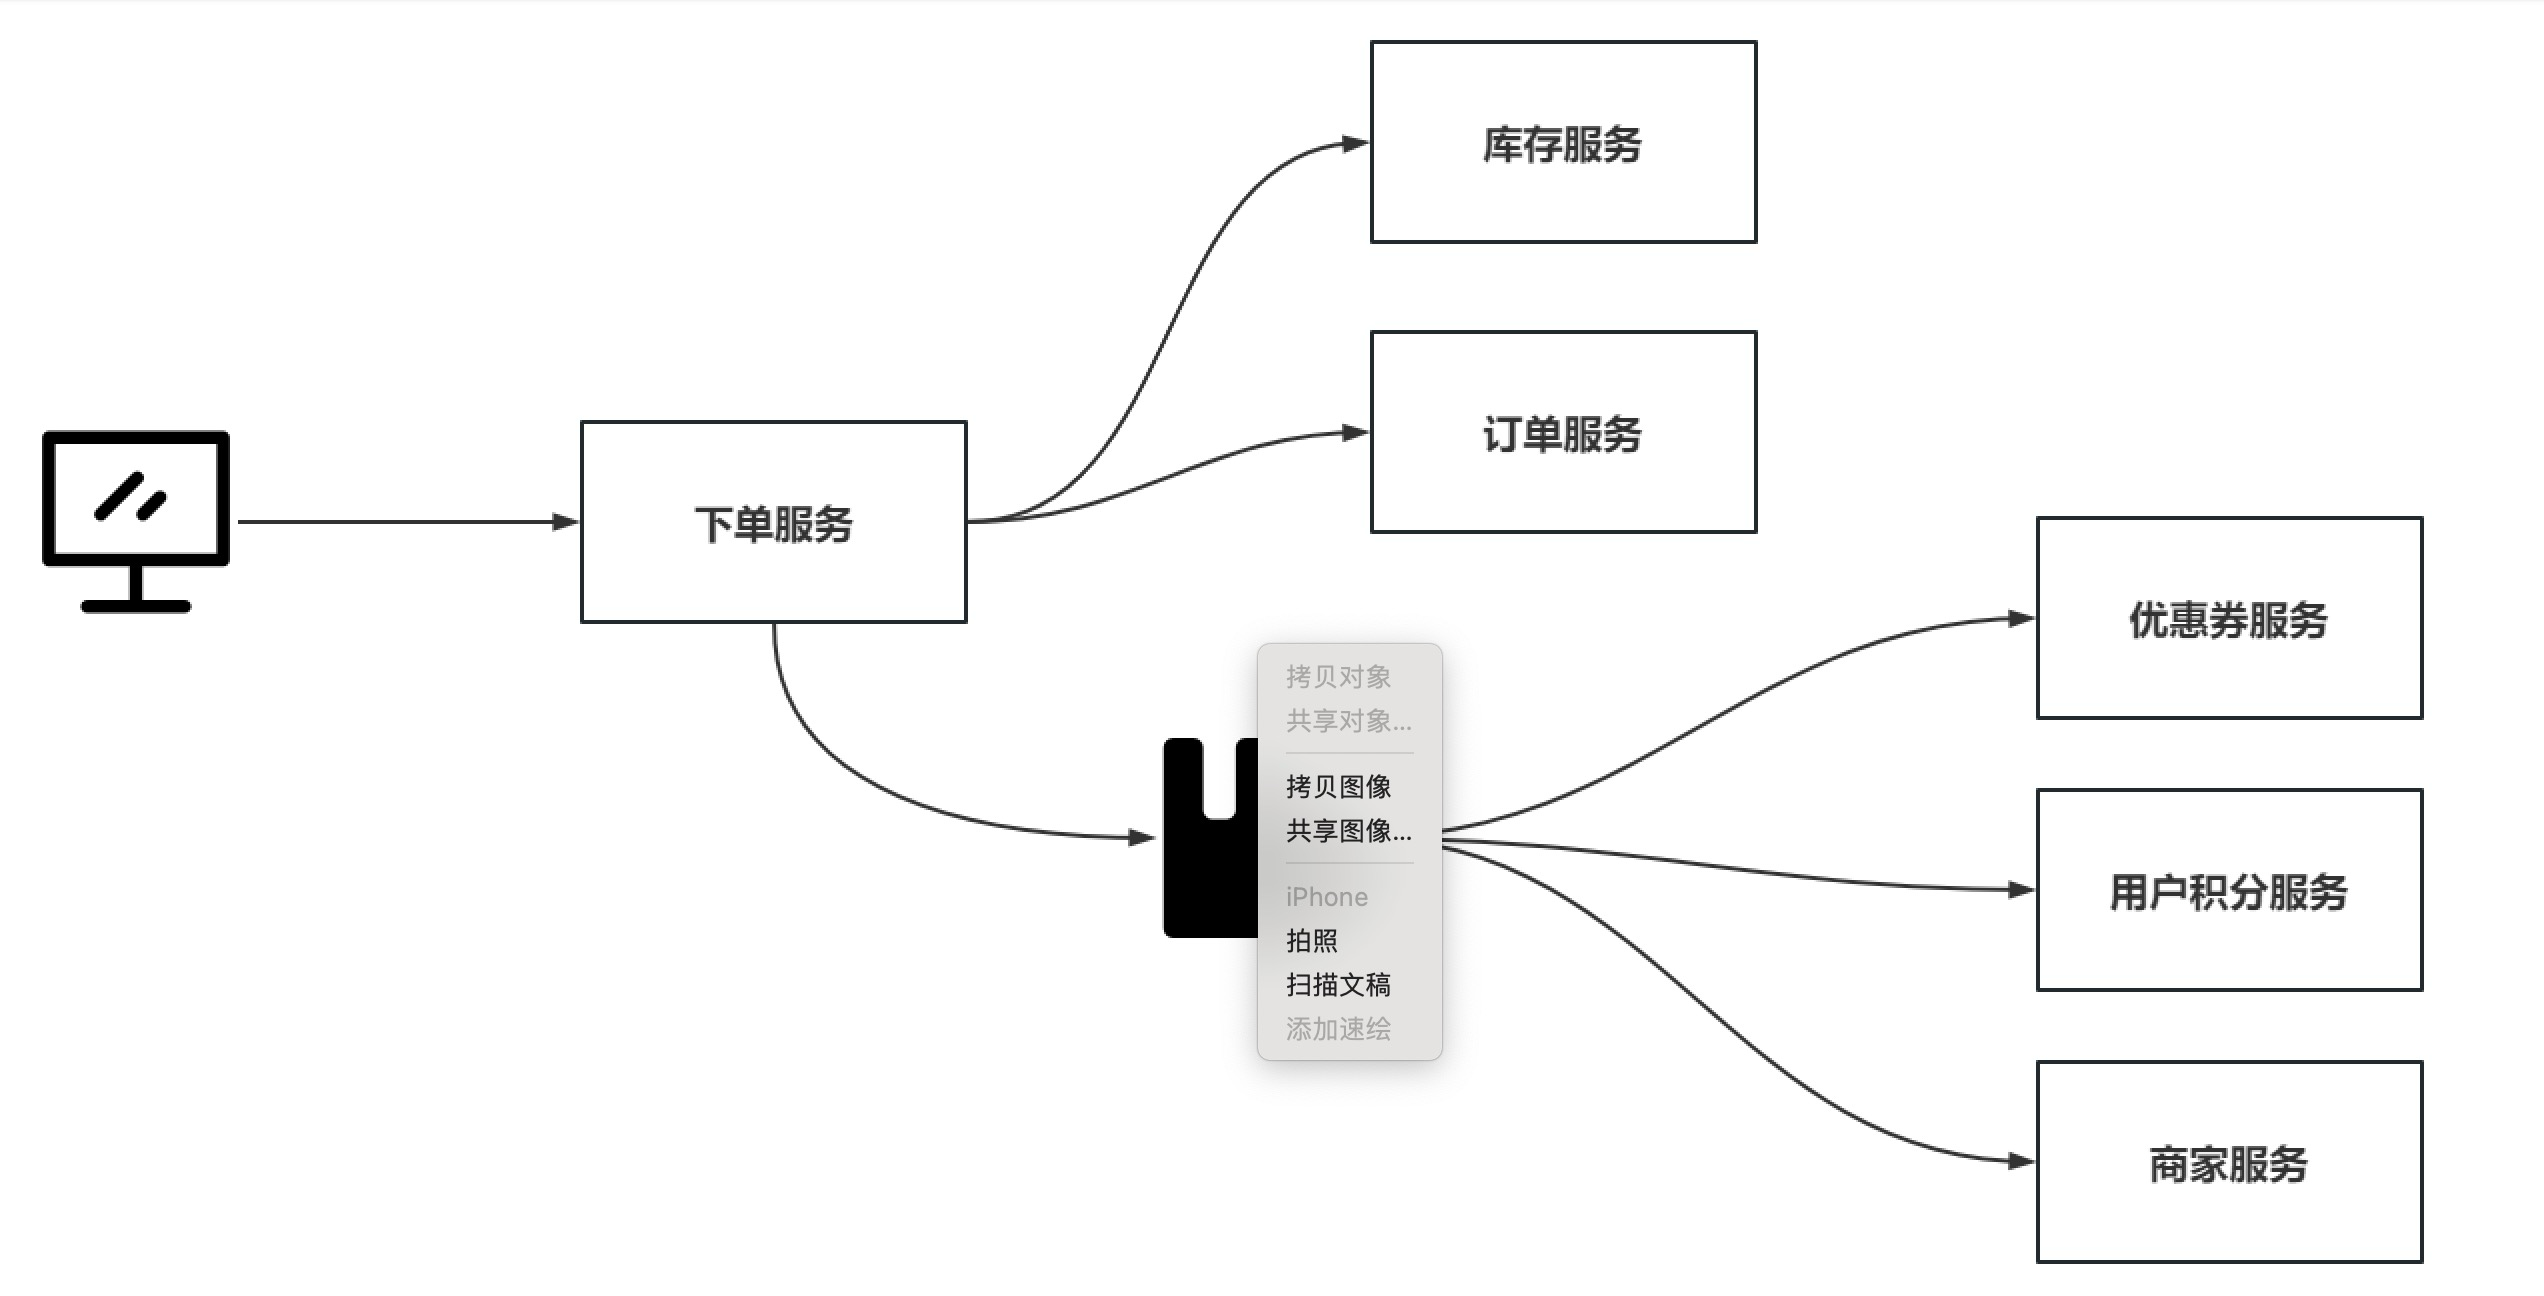 库存服务
订单服务
下单服务
优惠券服务
拷贝对象
共享对象...
拷贝图像
共享图像...
iPhone
拍照
扫描文稿
添加速绘
用户积分服务
商家服务